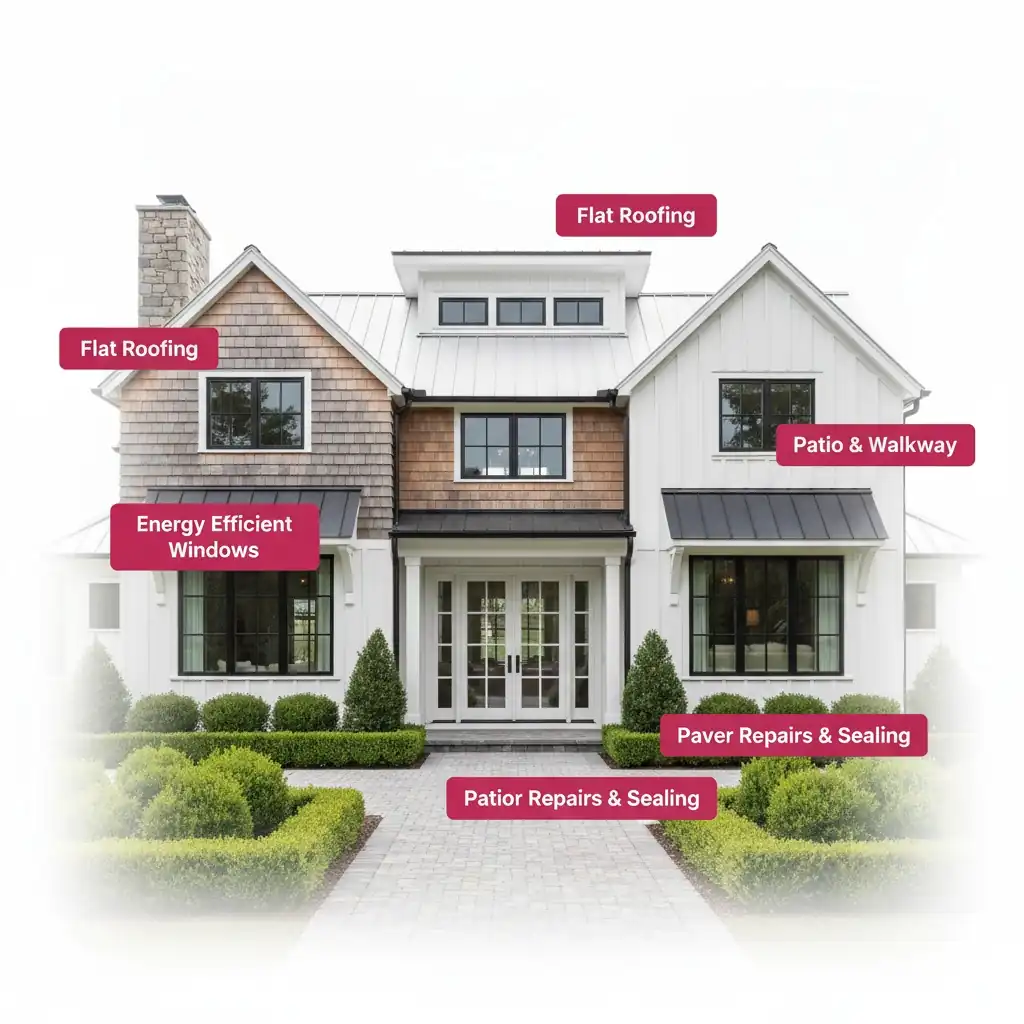 Flat Roofing
Flat Roofing
Patio & Walkway
Energy Efficient
Windows
Paver Repairs & Sealing
Patior Repairs & Sealing